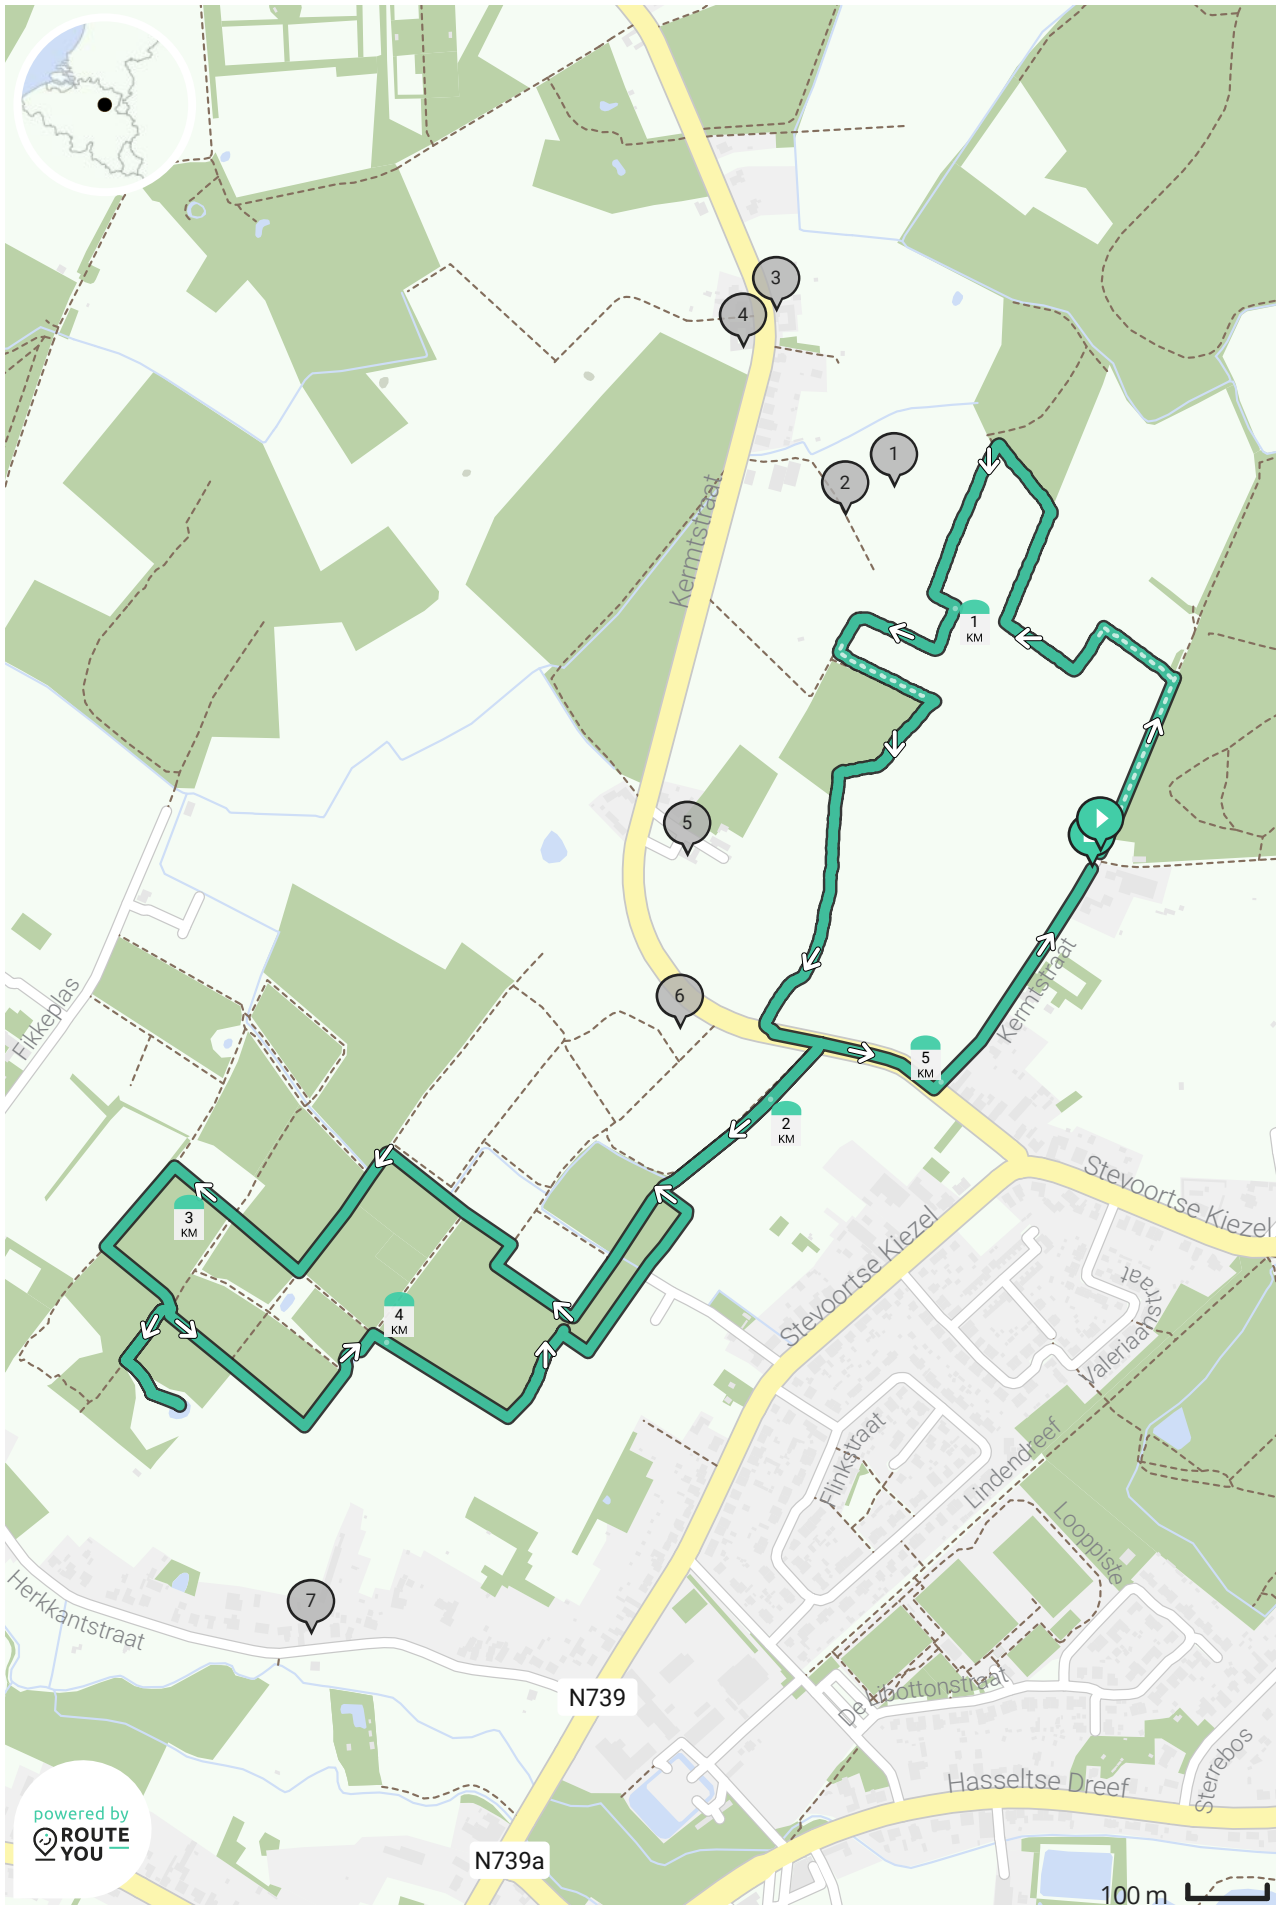 3
4
1
2
Kermtstraat
1
KM
5
6
Kermtstraat
Fikkeplas
5
KM
2
KM
Stevoortse Kiezel
3
KM
Stevoortse Kiezel
4
KM
Valeriaanstraat
Flinkstraat
Lindendreef
Looppiste
7
Herkkantstraat
N739
De Libottonstraat
Sterrebos
Hasseltse Dreef
powered by
ROUTE
YOU
N739a
100 m